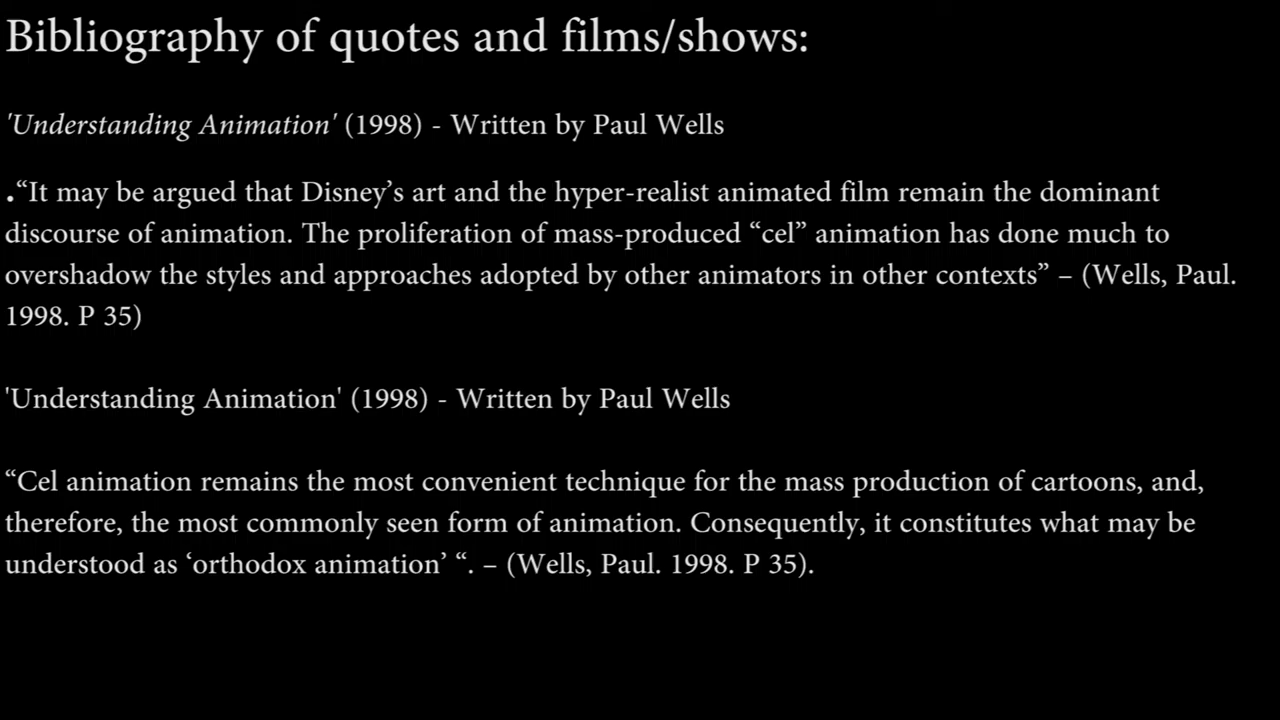 Bibliography of quotes and films/shows:
'Understanding Animation' (1998) - Written by Paul Wells
.“It may be argued that Disney’s art and the hyper-realist animated film remain the dominant
discourse of animation. The proliferation of mass-produced “cel” animation has done much to
overshadow the styles and approaches adopted by other animators in other contexts” – (Wells, Paul.
1998. P 35)
'Understanding Animation' (1998) - Written by Paul Wells
“Cel animation remains the most convenient technique for the mass production of cartoons, and,
therefore, the most commonly seen form of animation. Consequently, it constitutes what may be
understood as ‘orthodox animation’ “. – (Wells, Paul. 1998. P 35).